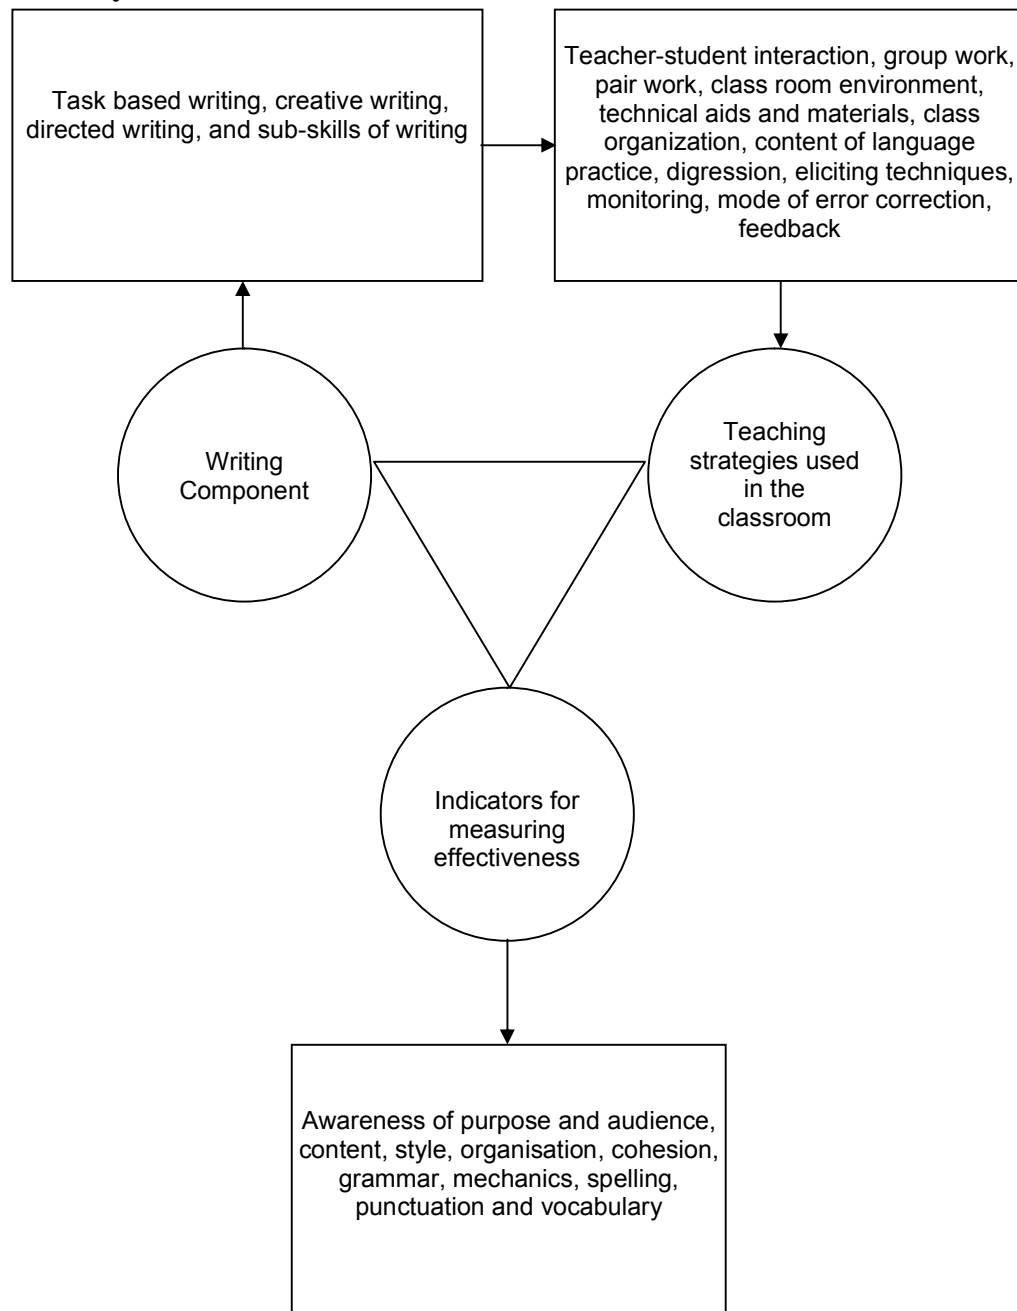 Task based writing, creative writing,
directed writing, and sub-skills of writing
Teacher-student interaction, group work,
pair work, class room environment,
technical aids and materials, class
organization, content of language
practice, digression, eliciting techniques,
monitoring, mode of error correction,
feedback
Writing
Component
Teaching
strategies used
in the
classroom
Indicators for
measuring
effectiveness
Awareness of purpose and audience,
content, style, organisation, cohesion,
grammar, mechanics, spelling,
punctuation and vocabulary